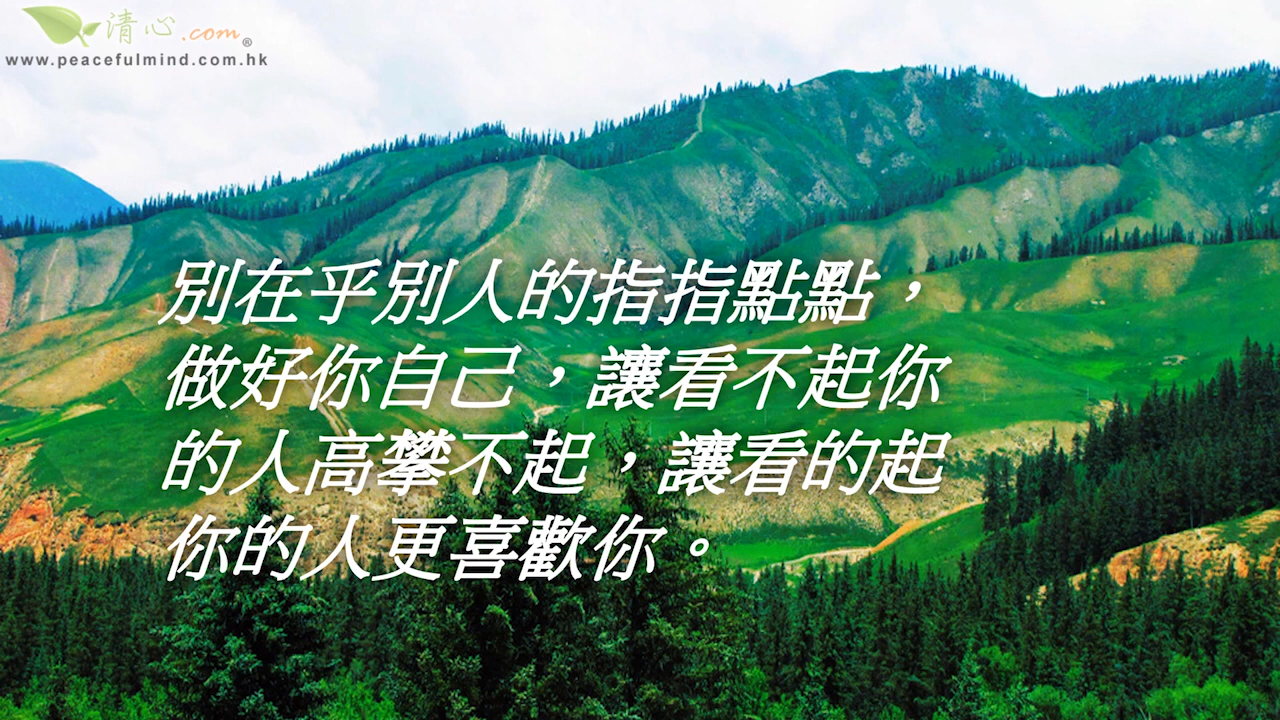 清心.com®
www.peacefulmind.com.hk
別在乎別人的指指點點，
做好你自己，讓看不起你
的人高攀不起，讓看的起
你的人更喜歡你。